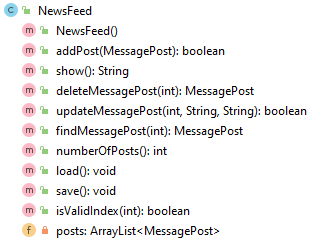 NewsFeed
NewsFeed()
addPost(MessagePost): boolean
show(): String
deleteMessagePost(int): MessagePost
updateMessagePost(int, String, String): boolean
findMessagePost(int): MessagePost
numberOfPosts(): int
load(): void
save(): void
isValidIndex(int): boolean
posts: ArrayList<MessagePost>